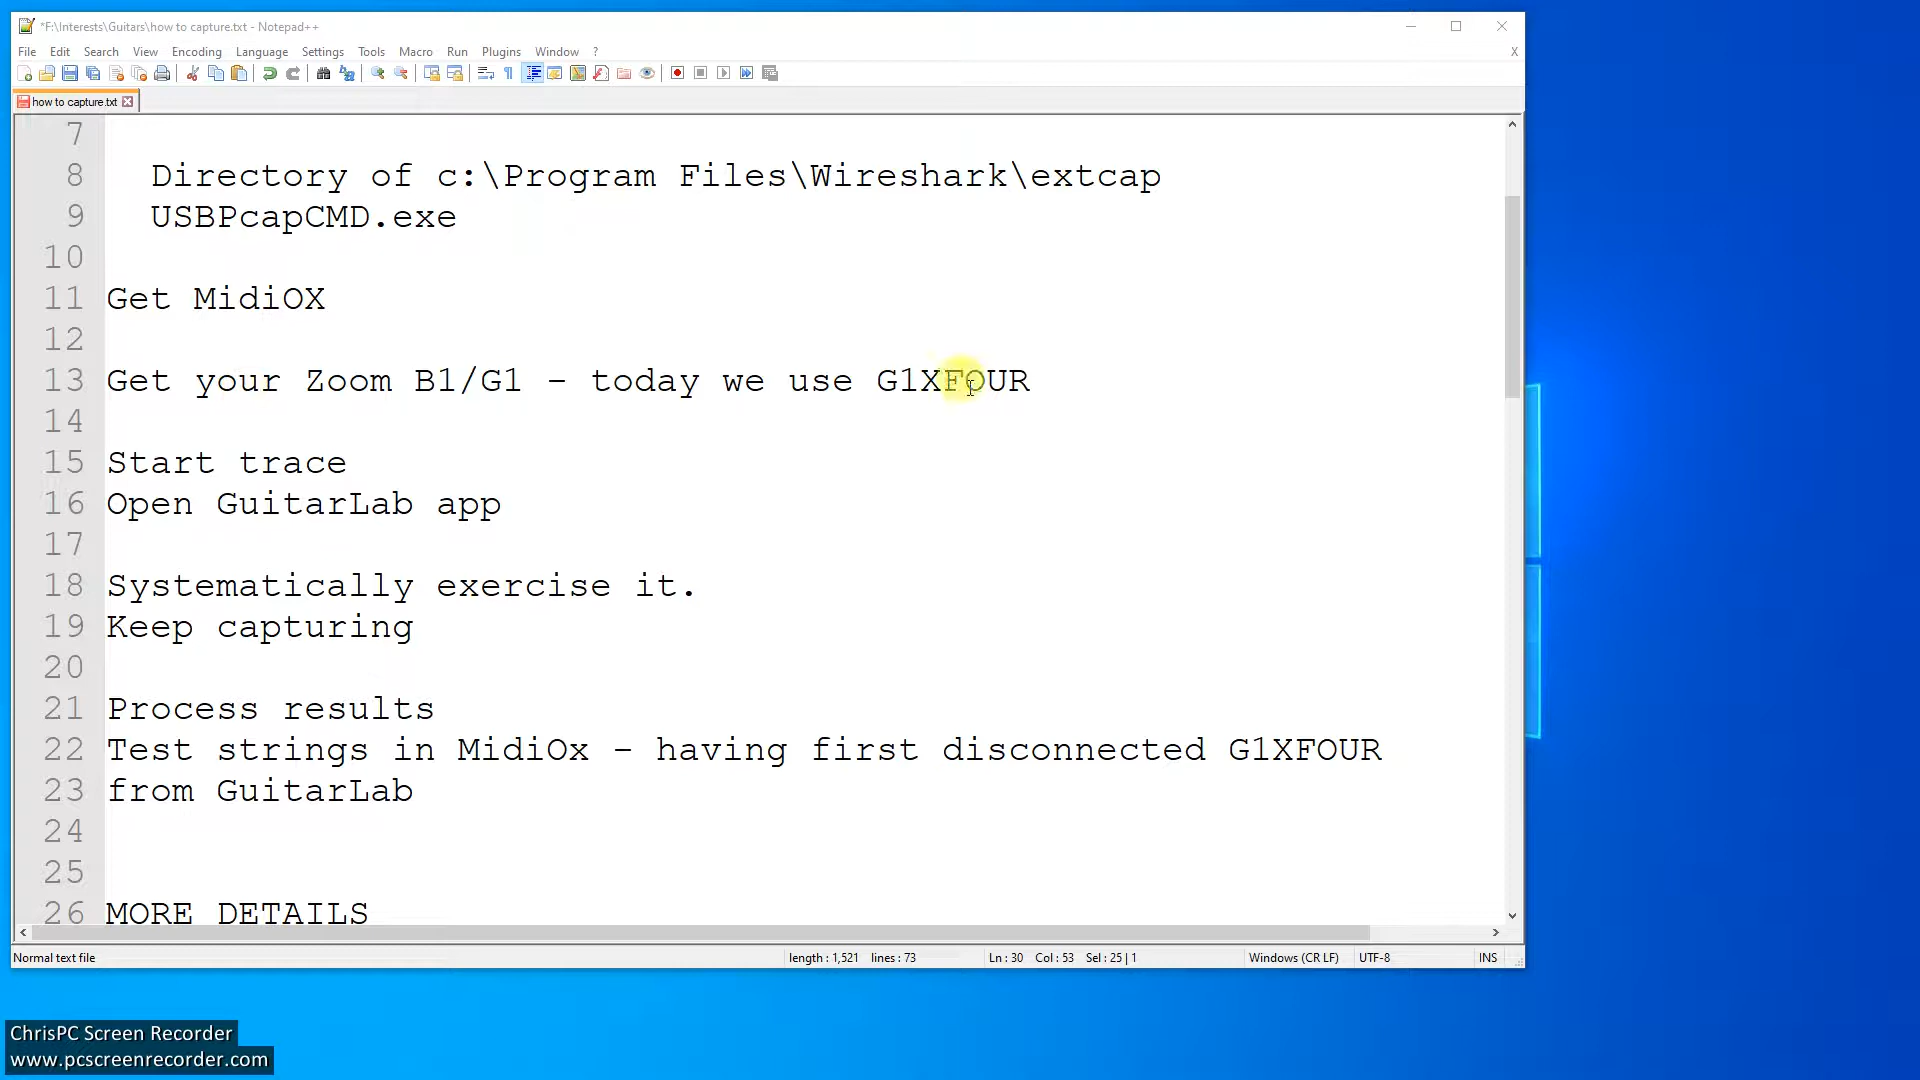 *F:\Interests\Guitars\how to capture.txt - Notepad++
File Edit Search View Encoding Language Settings Tools Macro Run Plugins Window ? X
how to capture.txt
7
8 Directory of c:\Program Files\Wireshark\extcap
9 USBPcapCMD.exe
10
11 Get MidiOX
12
13 Get your Zoom B1/G1 - today we use G1XFOUR
14
15 Start trace
16 Open GuitarLab app
17
18 Systematically exercise it.
19 Keep capturing
20
21 Process results
22 Test strings in MidiOx - having first disconnected G1XFOUR
23 from GuitarLab
24
25
26 MORE DETAILS
Normal text file length : 1,521 lines : 73 Ln : 30 Col : 53 Sel : 25 | 1 Windows (CR LF) UTF-8 INS
ChrisPC Screen Recorder
www.pcscreenrecorder.com